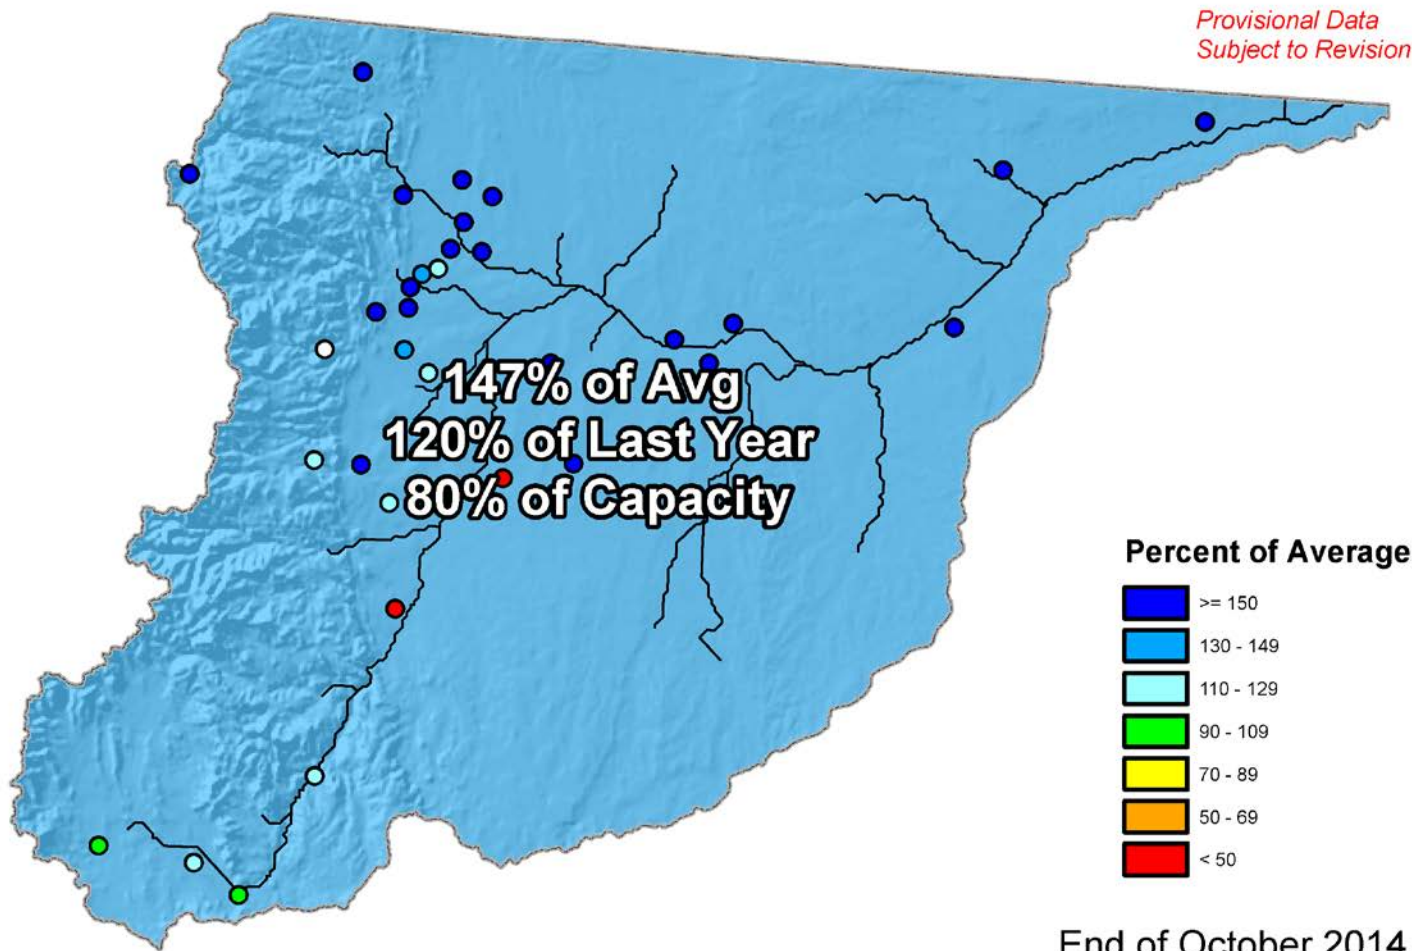 Provisional Data
Subject to Revision
147% of Avg
120% of Last Year
80% of Capacity
Percent of Average
>= 150
130 - 149
110 - 129
90 - 109
70 - 89
50 - 69
< 50
End of October 2014